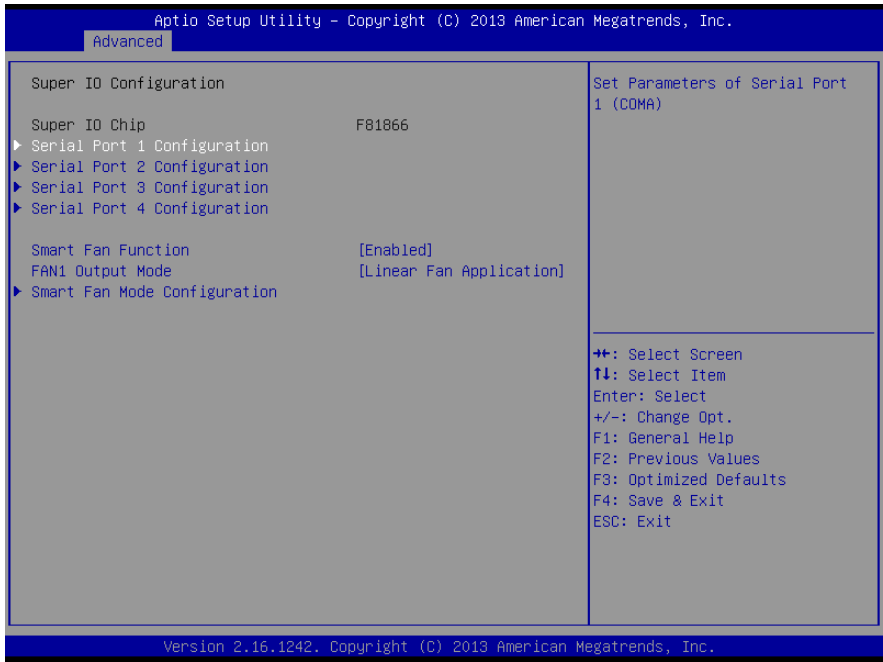 Aptio Setup Utility – Copyright (C) 2013 American Megatrends, Inc.
Advanced
Super IO Configuration
Super IO Chip F81866
Serial Port 1 Configuration
Serial Port 2 Configuration
Serial Port 3 Configuration
Serial Port 4 Configuration
Smart Fan Function [Enabled]
FAN1 Output Mode [Linear Fan Application]
Smart Fan Mode Configuration
Set Parameters of Serial Port
1 (COMA)
→←: Select Screen
↑↓: Select Item
Enter: Select
+/-: Change Opt.
F1: General Help
F2: Previous Values
F3: Optimized Defaults
F4: Save & Exit
ESC: Exit
Version 2.16.1242. Copyright (C) 2013 American Megatrends, Inc.